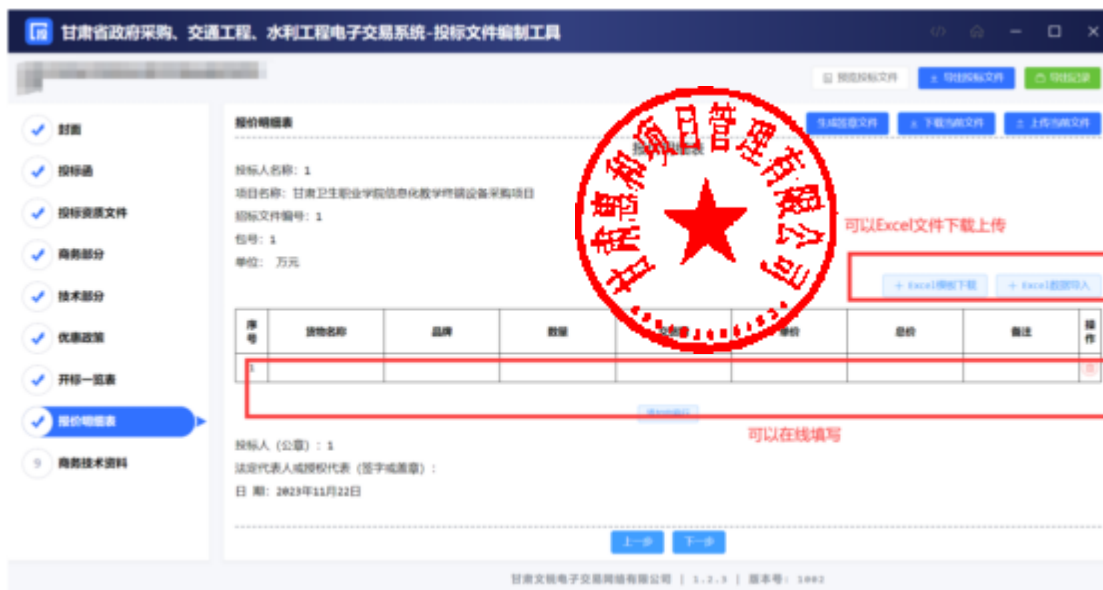 甘肃省政府采购、交通工程、水利工程电子交易系统-投标文件编制工具
预览投标文件 导出投标文件 导出记录
封面
投标函
投标资质文件
商务部分
技术部分
优惠政策
开标一览表
报价明细表
9 商务技术资料
报价明细表
生成签章文件 下载当前文件 上传当前文件
投标人名称: 1
项目名称: 甘肃卫生职业学院信息化教学终端设备采购项目
招标文件编号: 1
包号: 1
单位: 万元
甘肃思和项目管理有限公司
可以Excel文件下载上传
+ Excel模板下载 + Excel数据导入
序号 货物名称 品牌 数量 单价 总价 备注 操作
1
可以在线填写
投标人 (公章) : 1
法定代表人或授权代表 (签字或盖章) :
日 期: 2023年11月22日
上一步 下一步
甘肃文锐电子交易网络有限公司 | 1.2.3 | 版本号: 1002